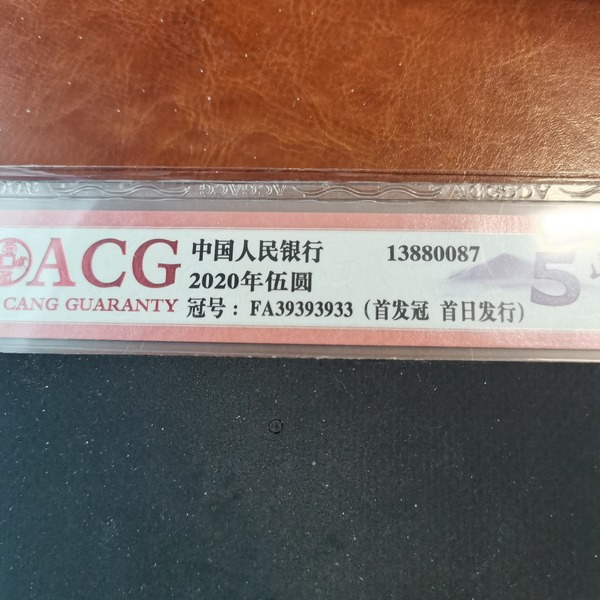 ACG
CANG GUARANTY
中国人民银行 13880087
2020年伍圆
冠号：FA39393933（首发冠 首日发行）
5